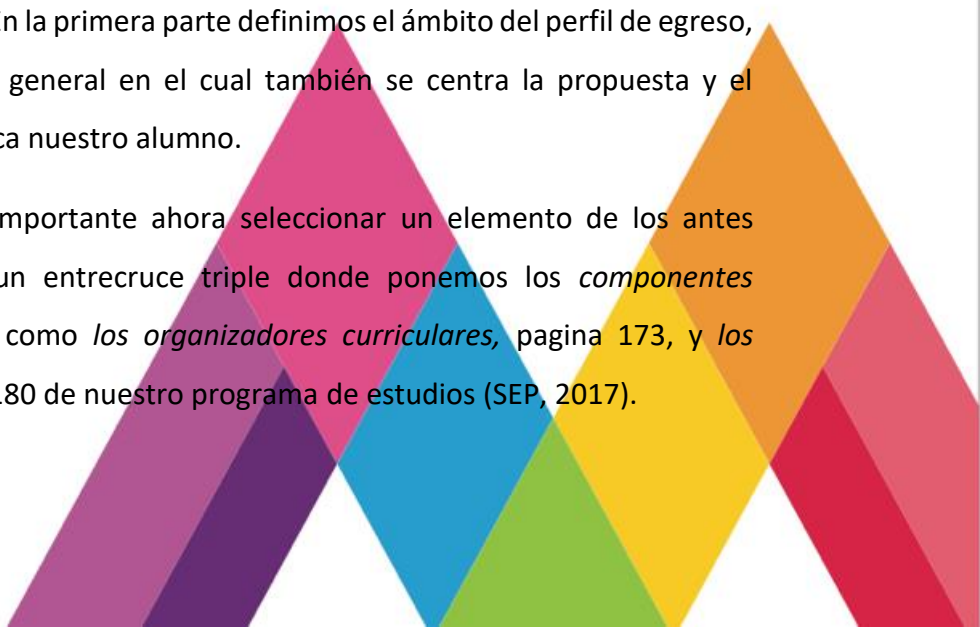 n la primera parte definimos el ámbito del perfil de egreso,
general en el cual también se centra la propuesta y el
ca nuestro alumno.
mportante ahora seleccionar un elemento de los antes
un entrecruce triple donde ponemos los componentes
como los organizadores curriculares, pagina 173, y los
180 de nuestro programa de estudios (SEP, 2017).